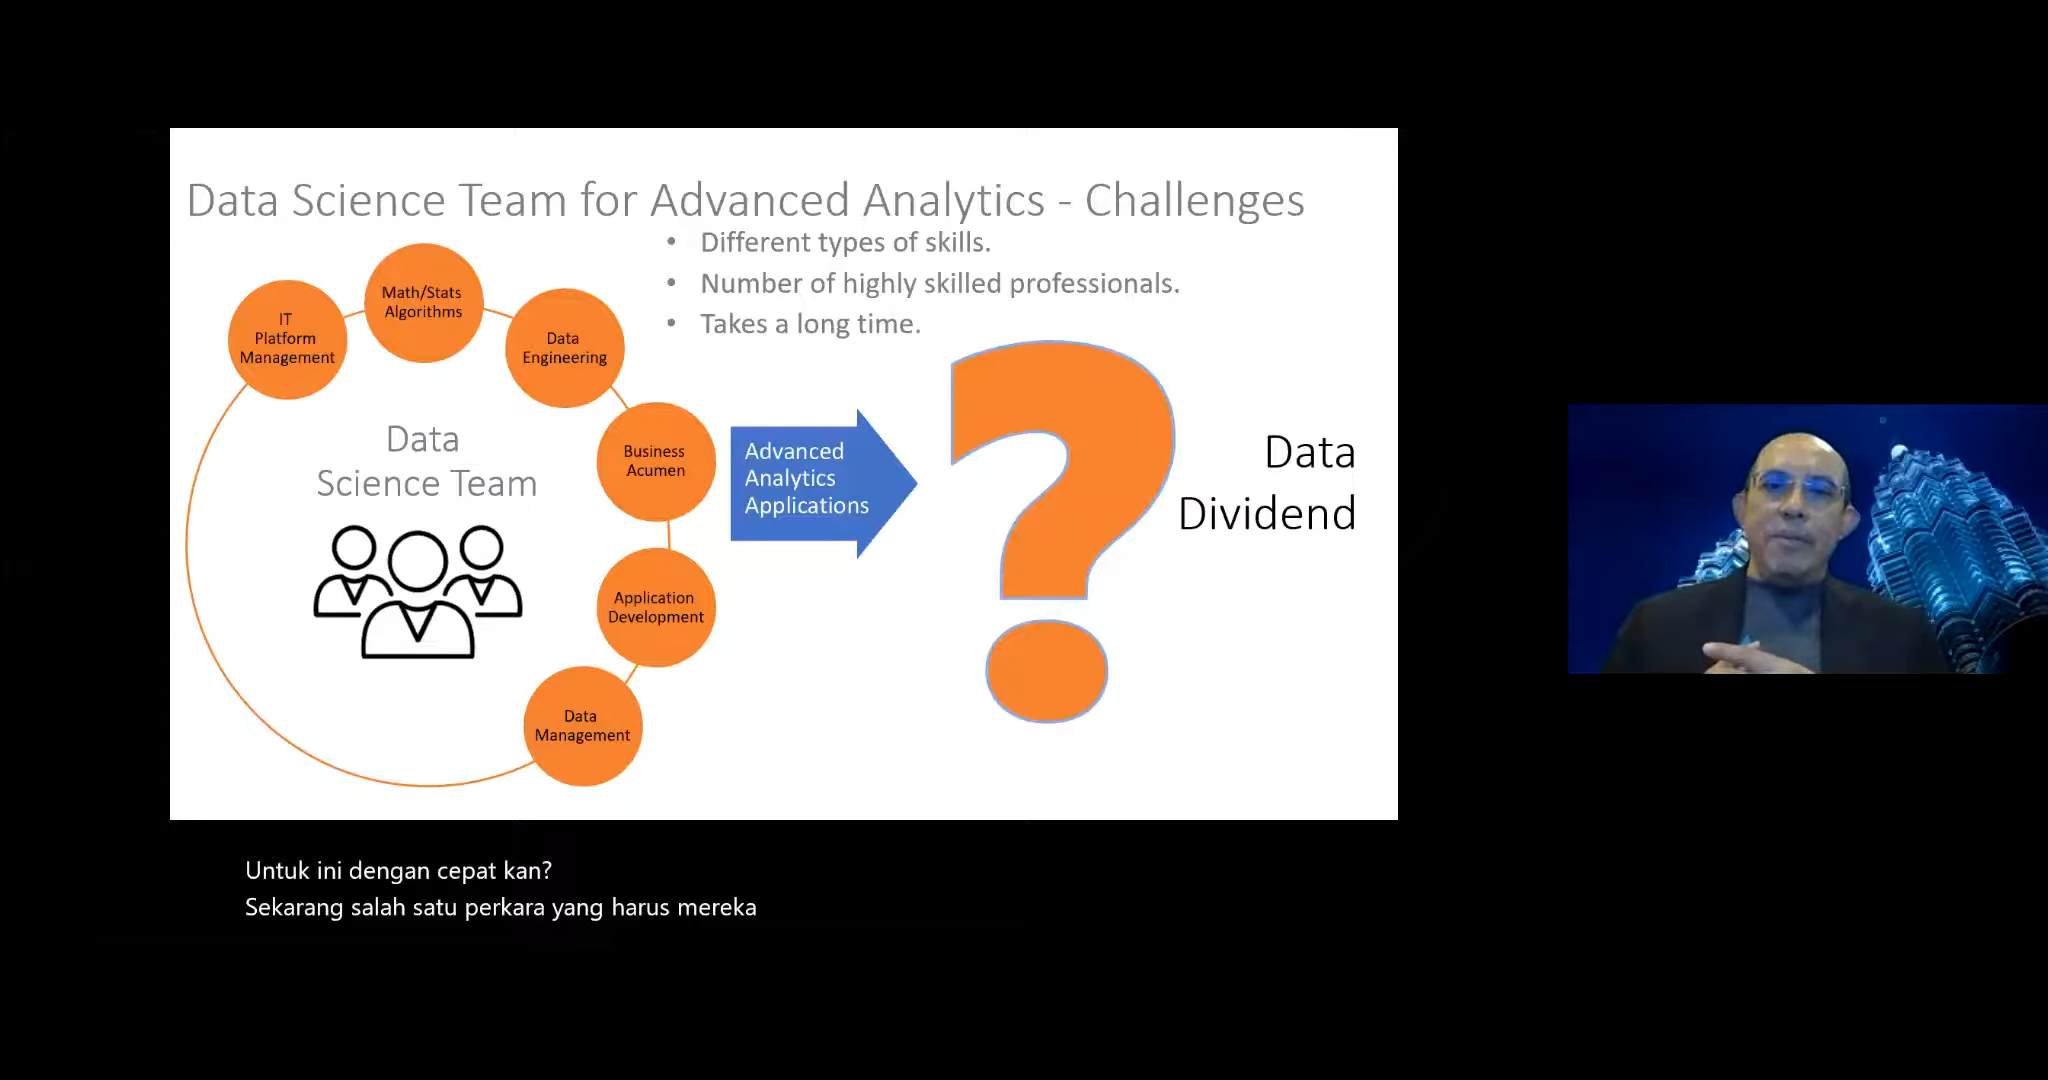 Data Science Team for Advanced Analytics - Challenges
• Different types of skills.
• Number of highly skilled professionals.
• Takes a long time.
IT
Platform
Management
Math/Stats
Algorithms
Data
Engineering
Business
Acumen
Application
Development
Data
Management
Data
Science Team
Advanced
Analytics
Applications
Data
Dividend
Untuk ini dengan cepat kan?
Sekarang salah satu perkara yang harus mereka